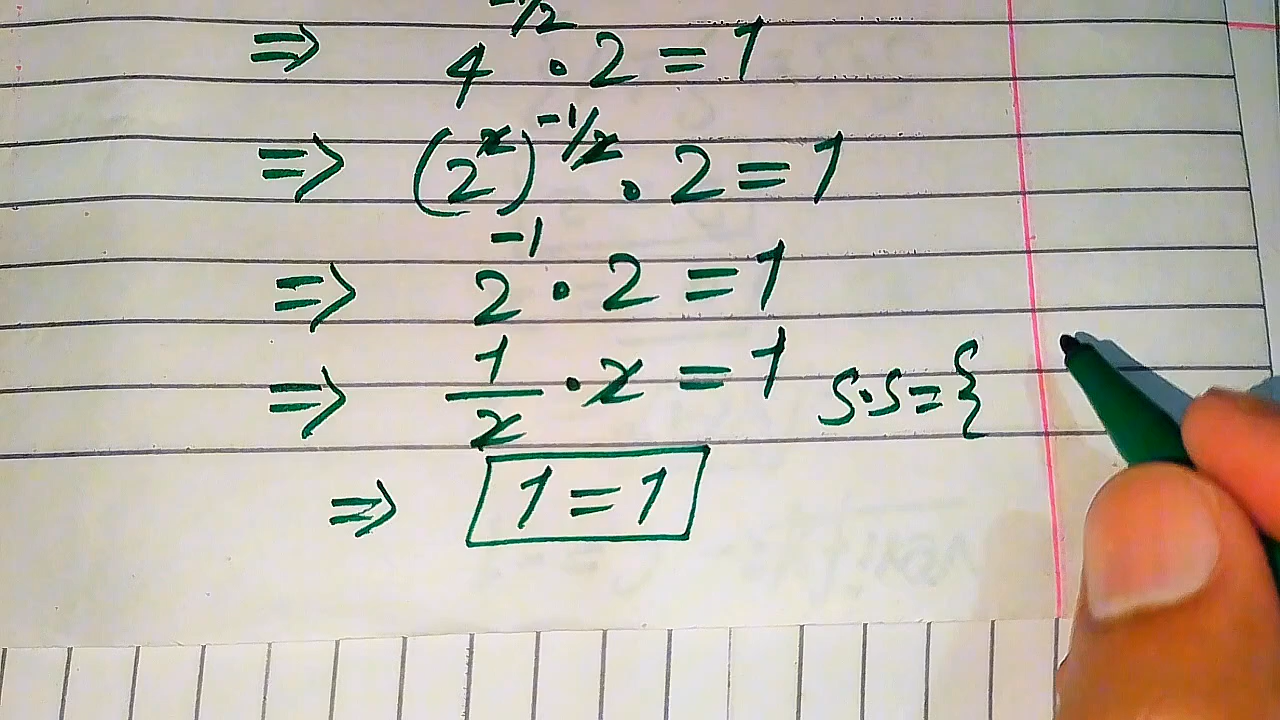 ⇒ 4^{-1/2} · 2 = 1
⇒ (2^2)^{-1/2} · 2 = 1
⇒ 2^{-1} · 2 = 1
⇒ 1/2 · 2 = 1 S.S = {
⇒ 1 = 1